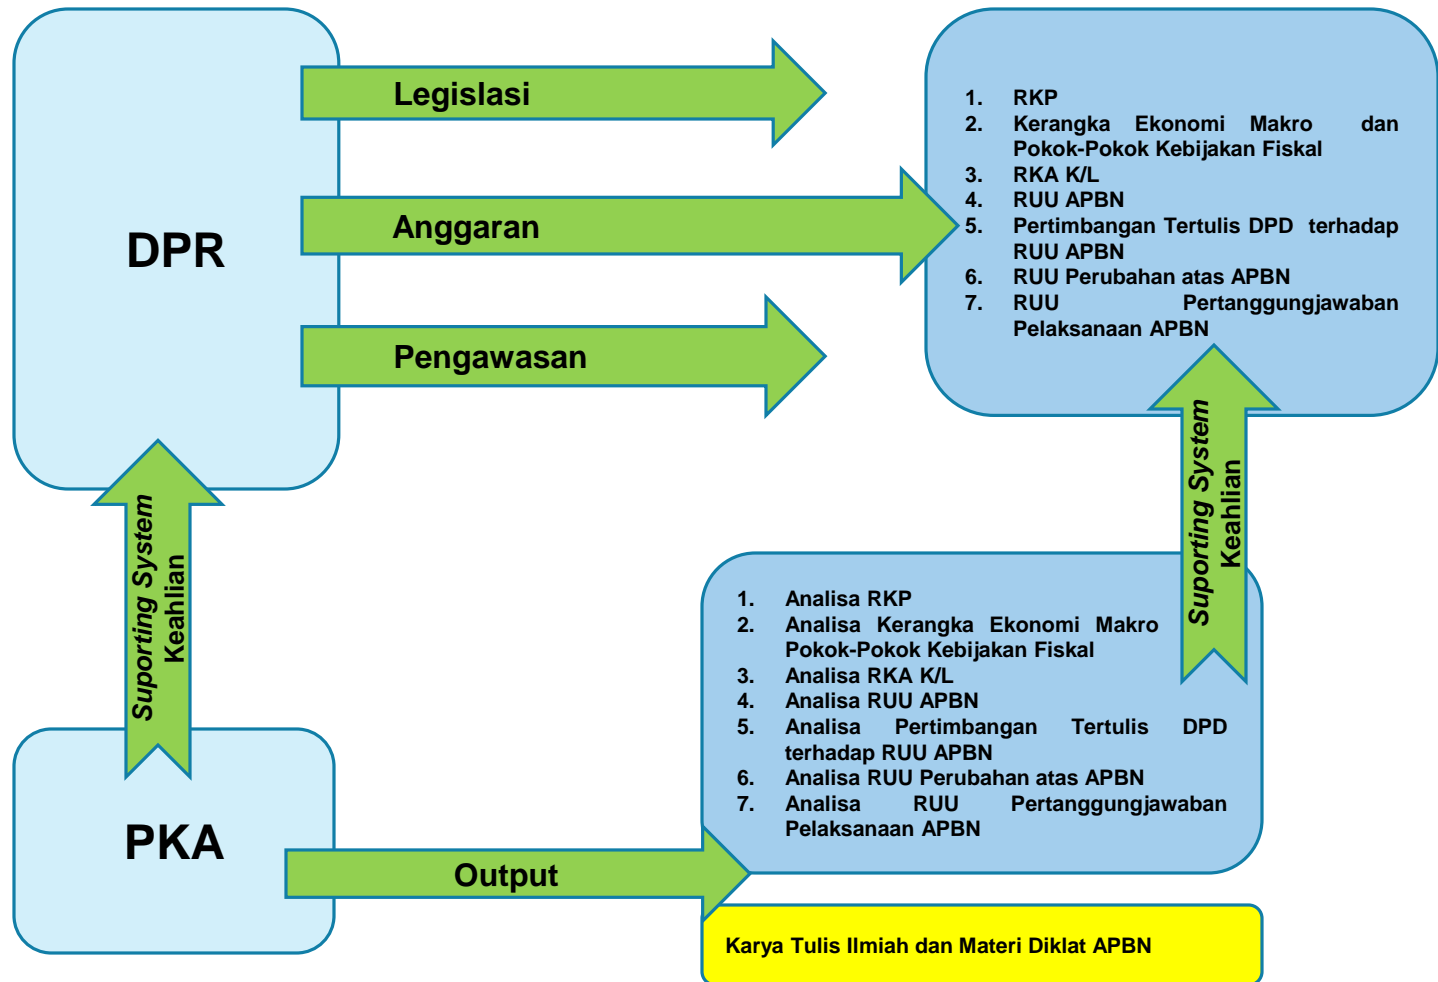 DPR
Legislasi
Anggaran
Pengawasan
1. RKP
2. Kerangka Ekonomi Makro dan
Pokok-Pokok Kebijakan Fiskal
3. RKA K/L
4. RUU APBN
5. Pertimbangan Tertulis DPD terhadap
RUU APBN
6. RUU Perubahan atas APBN
7. RUU Pertanggungjawaban
Pelaksanaan APBN
Suporting System
Keahlian
Suporting System
Keahlian
PKA
Output
1. Analisa RKP
2. Analisa Kerangka Ekonomi Makro
Pokok-Pokok Kebijakan Fiskal
3. Analisa RKA K/L
4. Analisa RUU APBN
5. Analisa Pertimbangan Tertulis DPD
terhadap RUU APBN
6. Analisa RUU Perubahan atas APBN
7. Analisa RUU Pertanggungjawaban
Pelaksanaan APBN
Karya Tulis Ilmiah dan Materi Diklat APBN